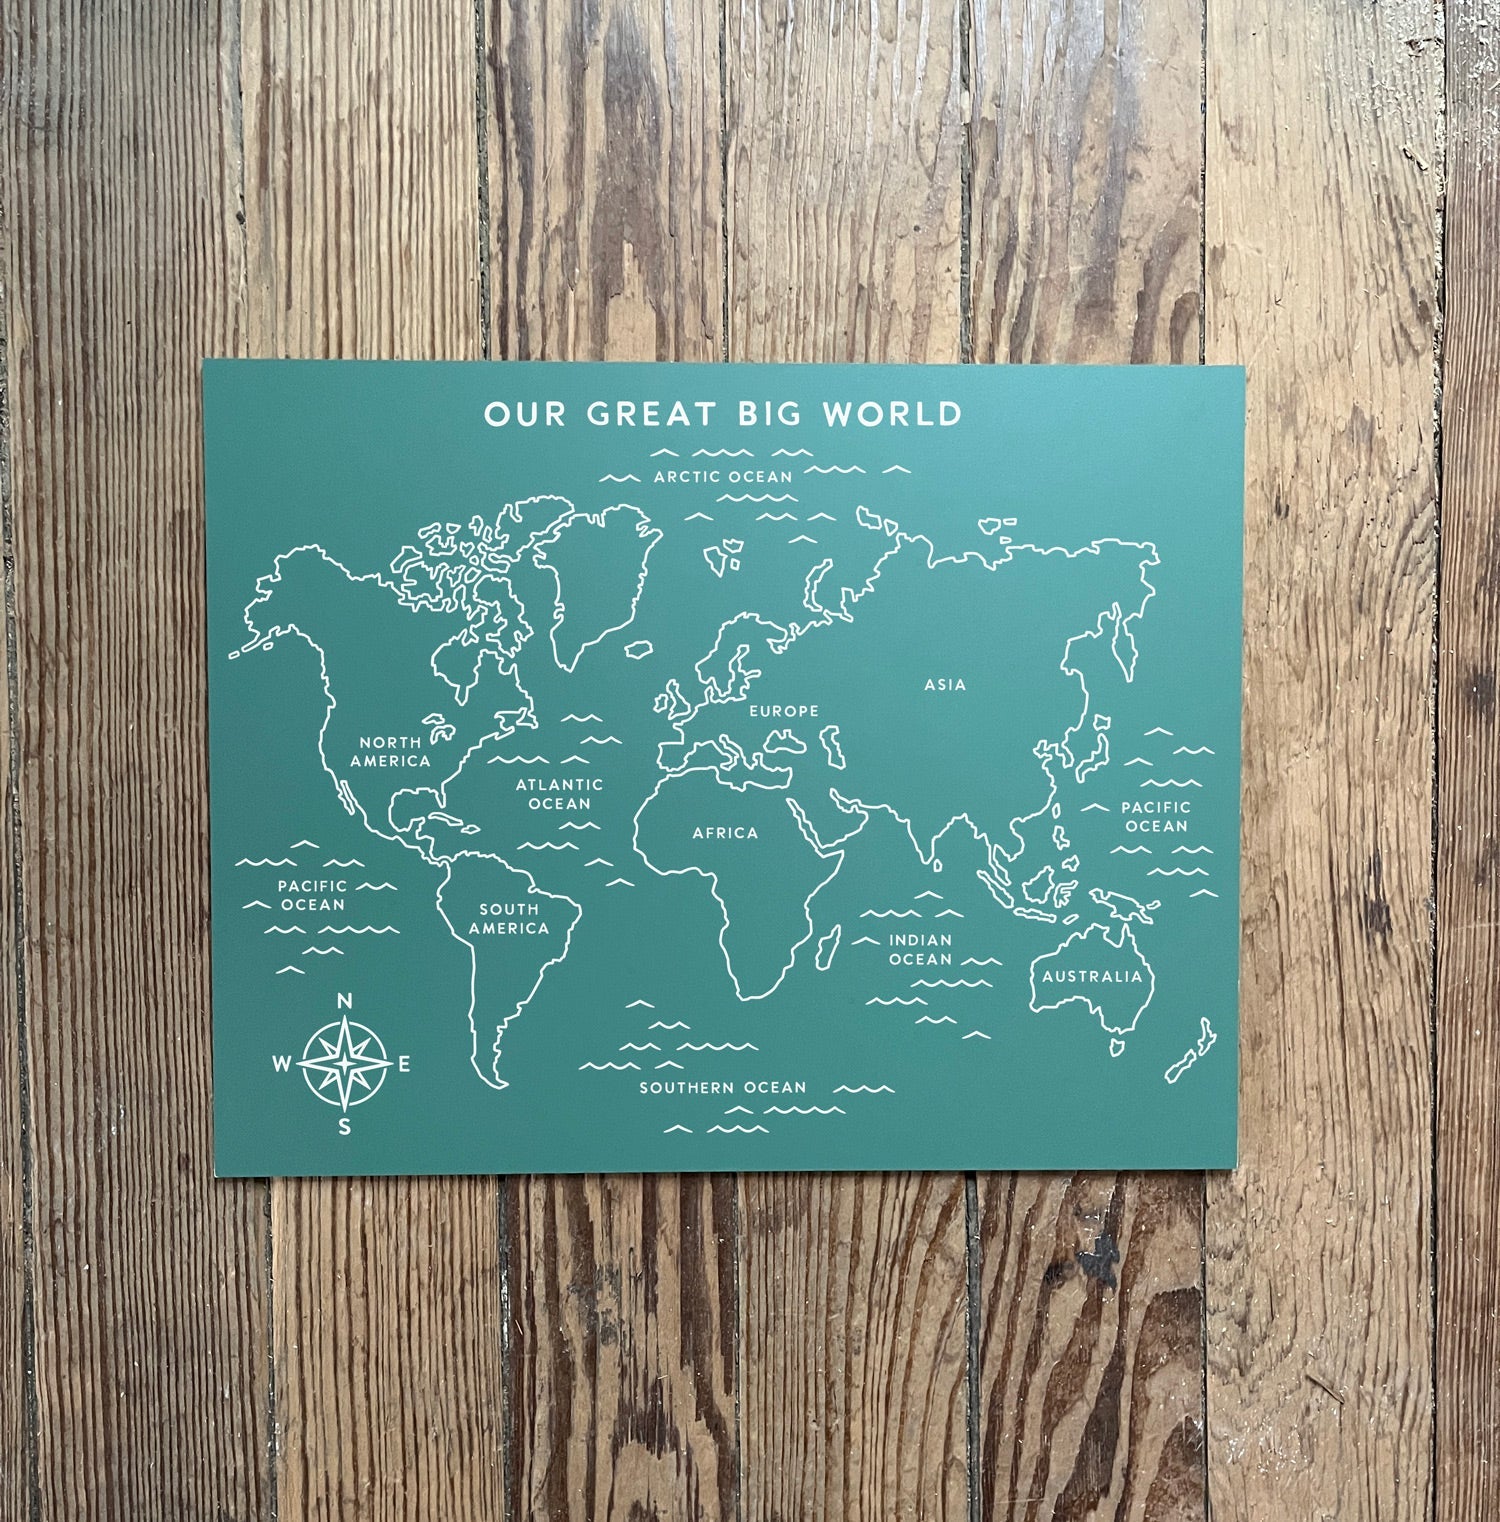 OUR GREAT BIG WORLD
ARCTIC OCEAN
ASIA
EUROPE
NORTH
AMERICA
ATLANTIC
OCEAN
PACIFIC
OCEAN
AFRICA
PACIFIC
OCEAN
SOUTH
AMERICA
INDIAN
OCEAN
AUSTRALIA
N
W E
S
SOUTHERN OCEAN